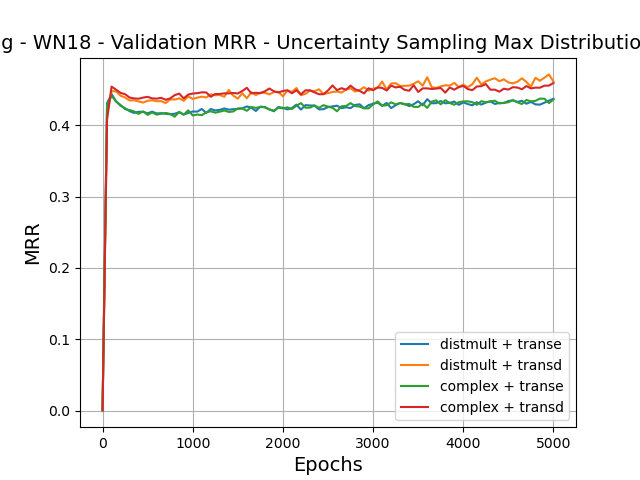 g - WN18 - Validation MRR - Uncertainty Sampling Max Distributio
MRR
0.4
0.3
0.2
0.1
0.0
0 1000 2000 3000 4000 5000
Epochs
distmult + transe
distmult + transd
complex + transe
complex + transd